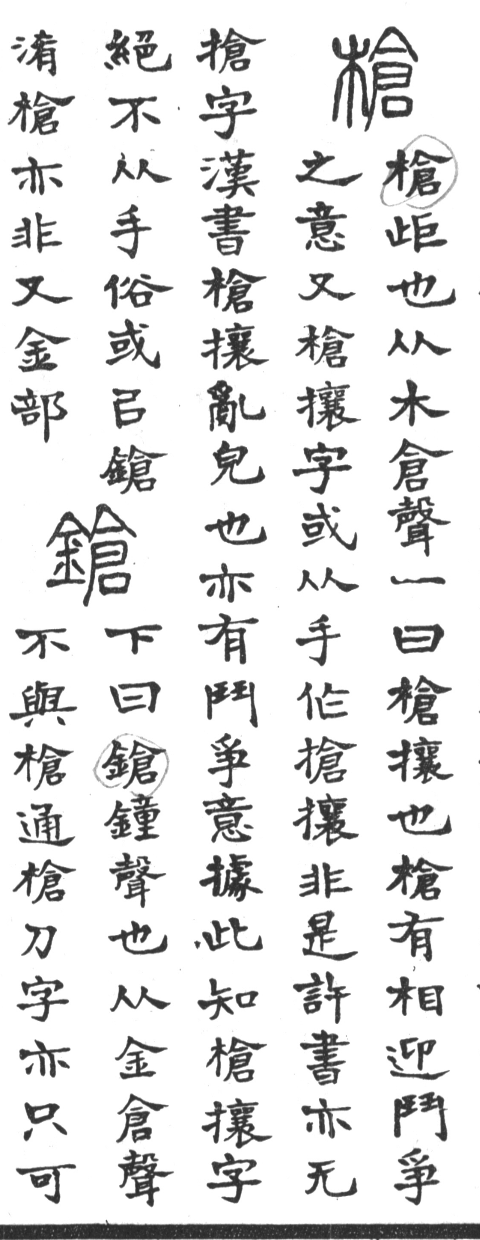 槍
槍歫也从木倉聲一曰槍攘也槍有相迎鬥爭
之意又槍攘字或从手作搶攘非是許書亦无
搶字漢書槍攘亂皃也亦有鬥爭意據此知槍攘字
絕不从手俗或㠯鎗
淆槍亦非又金部
鎗
下曰鎗鐘聲也从金倉聲
不與槍通槍刀字亦只可